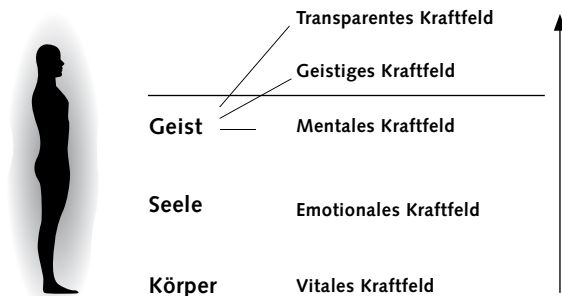 Transparentes Kraftfeld
Geistiges Kraftfeld
Geist Mentales Kraftfeld
Seele Emotionales Kraftfeld
Körper Vitales Kraftfeld